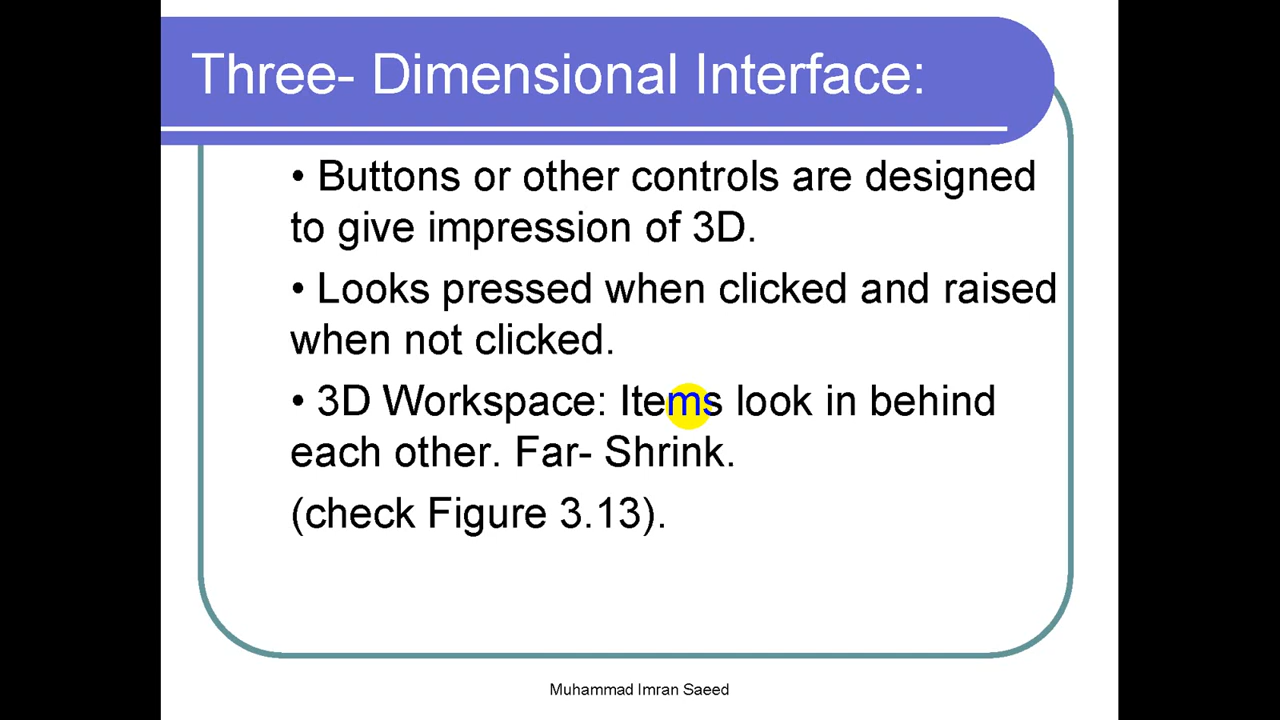 Three- Dimensional Interface:
• Buttons or other controls are designed
to give impression of 3D.
• Looks pressed when clicked and raised
when not clicked.
• 3D Workspace: Items look in behind
each other. Far- Shrink.
(check Figure 3.13).
Muhammad Imran Saeed